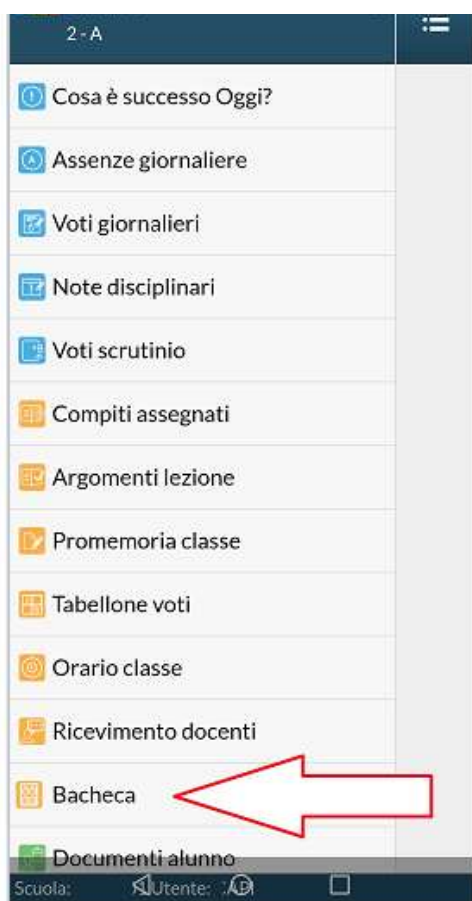 2 - A
Cosa è successo Oggi?
Assenze giornaliere
Voti giornalieri
Note disciplinari
Voti scrutinio
Compiti assegnati
Argomenti lezione
Promemoria classe
Tabellone voti
Orario classe
Ricevimento docenti
Bacheca
Documenti alunno
Scuola: Utente: